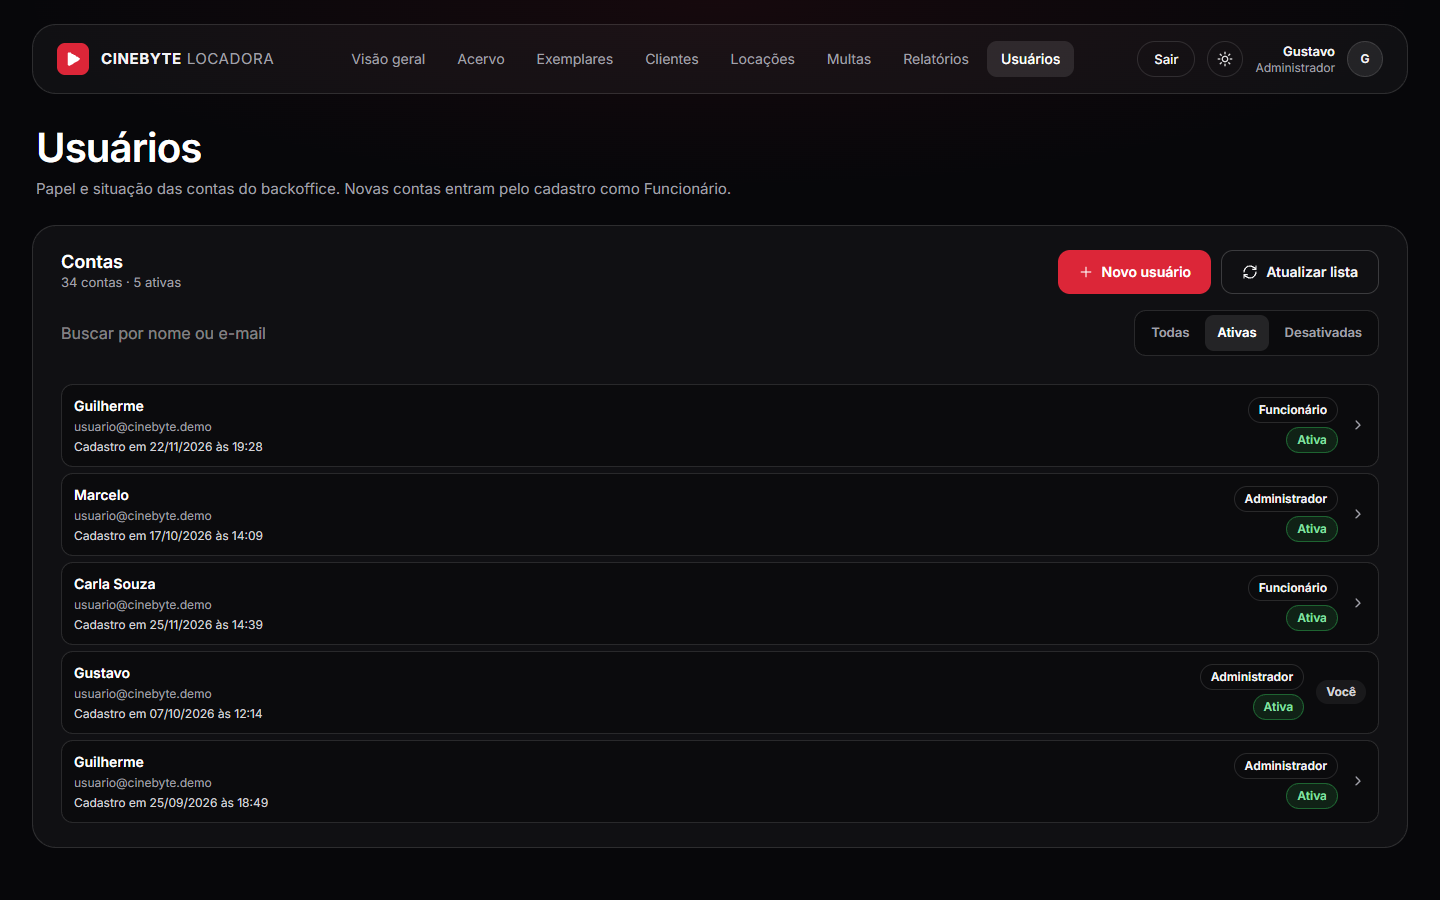 CINEBYTE LOCADORA
Visão geral
Acervo
Exemplares
Clientes
Locações
Multas
Relatórios
Usuários
Sair
Gustavo
Administrador
G
Usuários
Papel e situação das contas do backoffice. Novas contas entram pelo cadastro como Funcionário.
Contas
34 contas · 5 ativas
Novo usuário
Atualizar lista
Buscar por nome ou e-mail
Todas
Ativas
Desativadas
Guilherme
usuario@cinebyte.demo
Cadastro em 22/11/2026 às 19:28
Funcionário
Ativa
Marcelo
usuario@cinebyte.demo
Cadastro em 17/10/2026 às 14:09
Administrador
Ativa
Carla Souza
usuario@cinebyte.demo
Cadastro em 25/11/2026 às 14:39
Funcionário
Ativa
Gustavo
usuario@cinebyte.demo
Cadastro em 07/10/2026 às 12:14
Administrador
Ativa
Você
Guilherme
usuario@cinebyte.demo
Cadastro em 25/09/2026 às 18:49
Administrador
Ativa